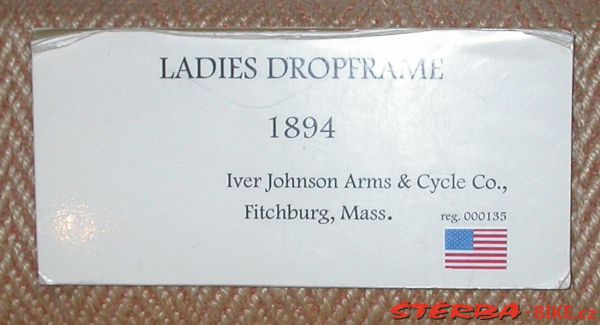 LADIES DROPFRAME
1894
Iver Johnson Arms & Cycle Co.,
Fitchburg, Mass.
reg. 000135
STERBA-BIKE.cz